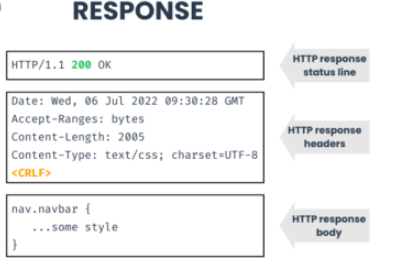 RESPONSE
HTTP/1.1 200 OK
HTTP response
status line
Date: Wed, 06 Jul 2022 09:30:28 GMT
Accept-Ranges: bytes
Content-Length: 2005
Content-Type: text/css; charset=UTF-8
<CRLF>
HTTP response
headers
nav.navbar {
...some style
}
HTTP response
body